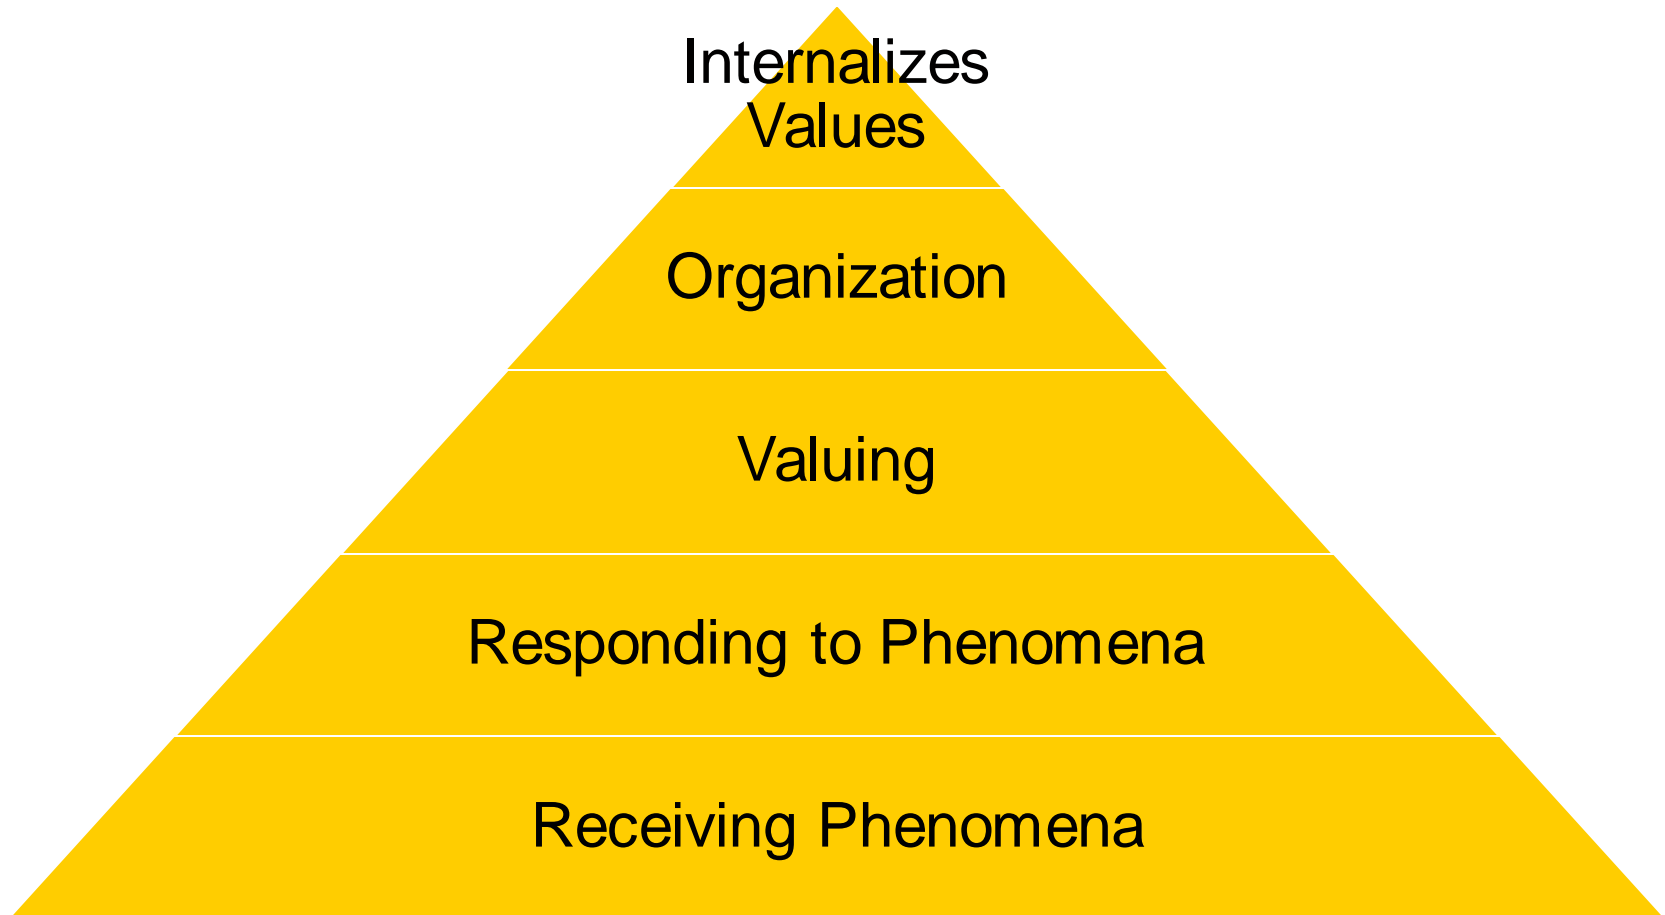 Internalizes
Values
Organization
Valuing
Responding to Phenomena
Receiving Phenomena